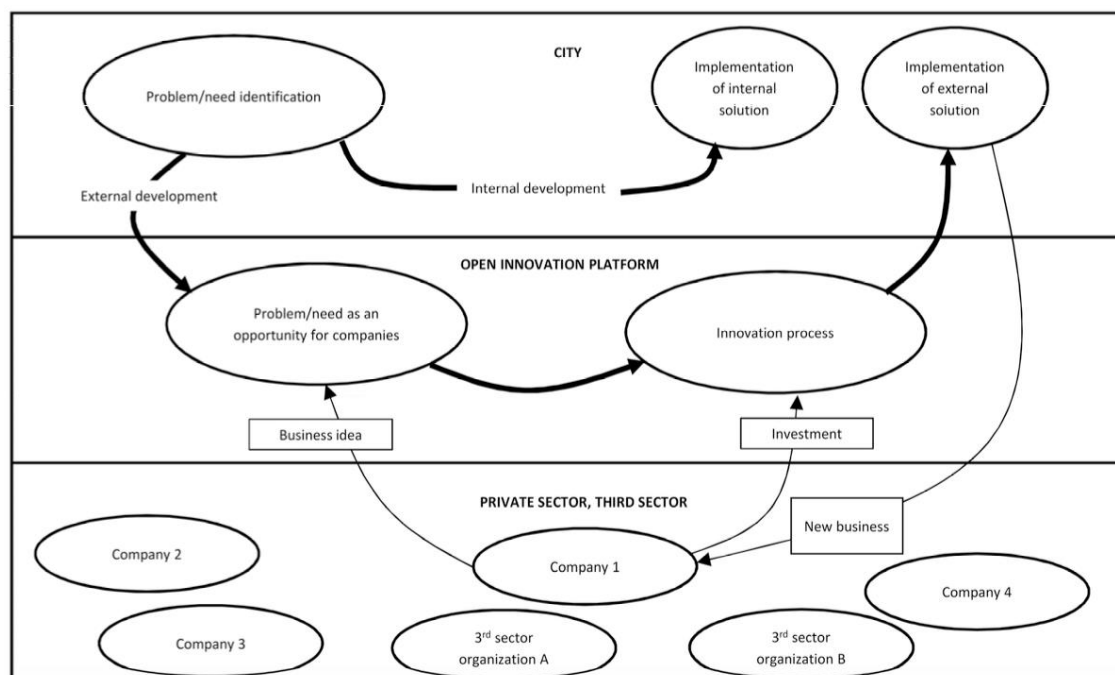 CITY
Problem/need identification
Implementation
of internal
solution
Implementation
of external
solution
External development
Internal development
OPEN INNOVATION PLATFORM
Problem/need as an
opportunity for companies
Innovation process
Business idea
Investment
PRIVATE SECTOR, THIRD SECTOR
New business
Company 2
Company 1
Company 4
Company 3
3rd sector
organization A
3rd sector
organization B